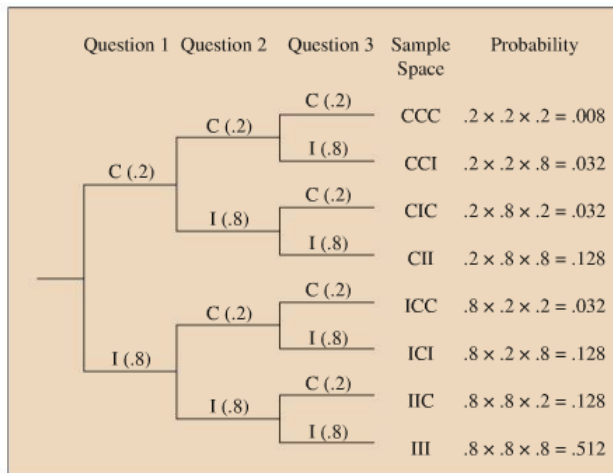 Question 1 Question 2 Question 3 Sample Space Probability
C (.2)
C (.2) CCC .2 × .2 × .2 = .008
I (.8)
C (.2) CCI .2 × .2 × .8 = .032
C (.2)
I (.8) CIC .2 × .8 × .2 = .032
I (.8)
CII .2 × .8 × .8 = .128
C (.2)
C (.2) ICC .8 × .2 × .2 = .032
I (.8)
I (.8) ICI .8 × .2 × .8 = .128
C (.2)
I (.8) IIC .8 × .8 × .2 = .128
I (.8)
III .8 × .8 × .8 = .512